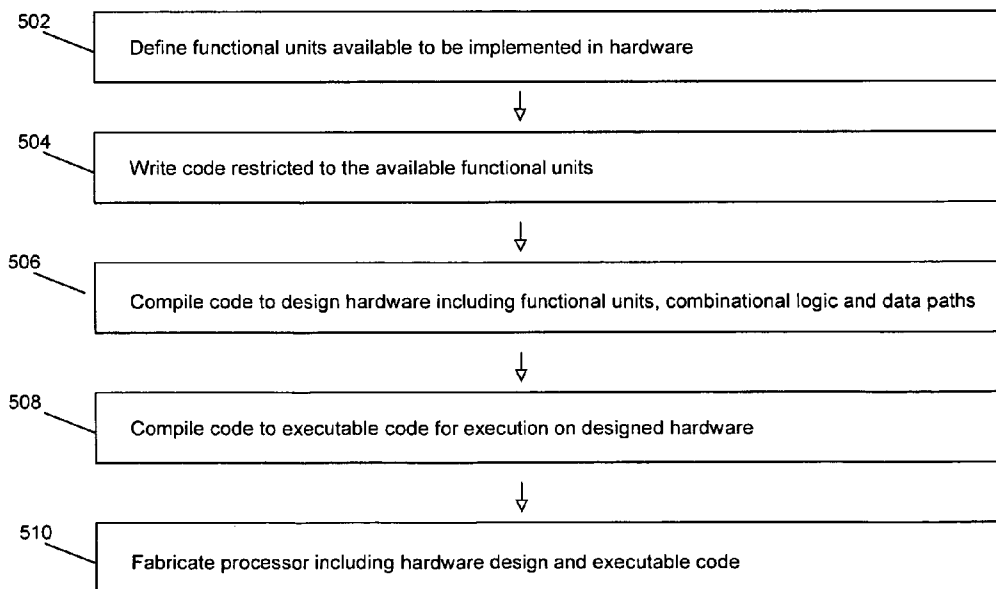 502
Define functional units available to be implemented in hardware
504
Write code restricted to the available functional units
506
Compile code to design hardware including functional units, combinational logic and data paths
508
Compile code to executable code for execution on designed hardware
510
Fabricate processor including hardware design and executable code